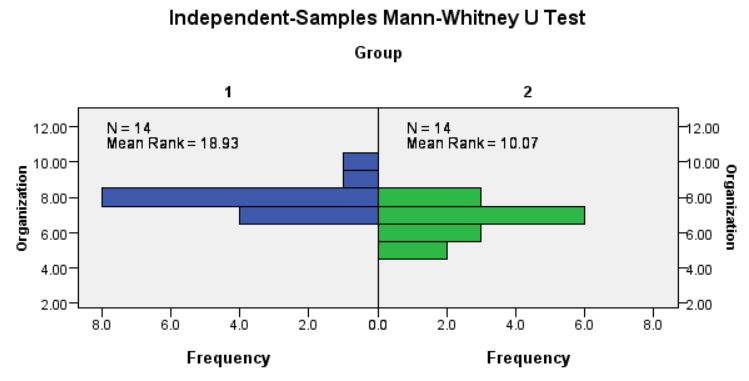 Independent-Samples Mann-Whitney U Test
Group
1 2
N = 14 N = 14
Mean Rank = 18.93 Mean Rank = 10.07
12.00 12.00
10.00 10.00
8.00 8.00
6.00 6.00
4.00 4.00
2.00 2.00
Organization Organization
8.0 6.0 4.0 2.0 0.0 2.0 4.0 6.0 8.0
Frequency Frequency